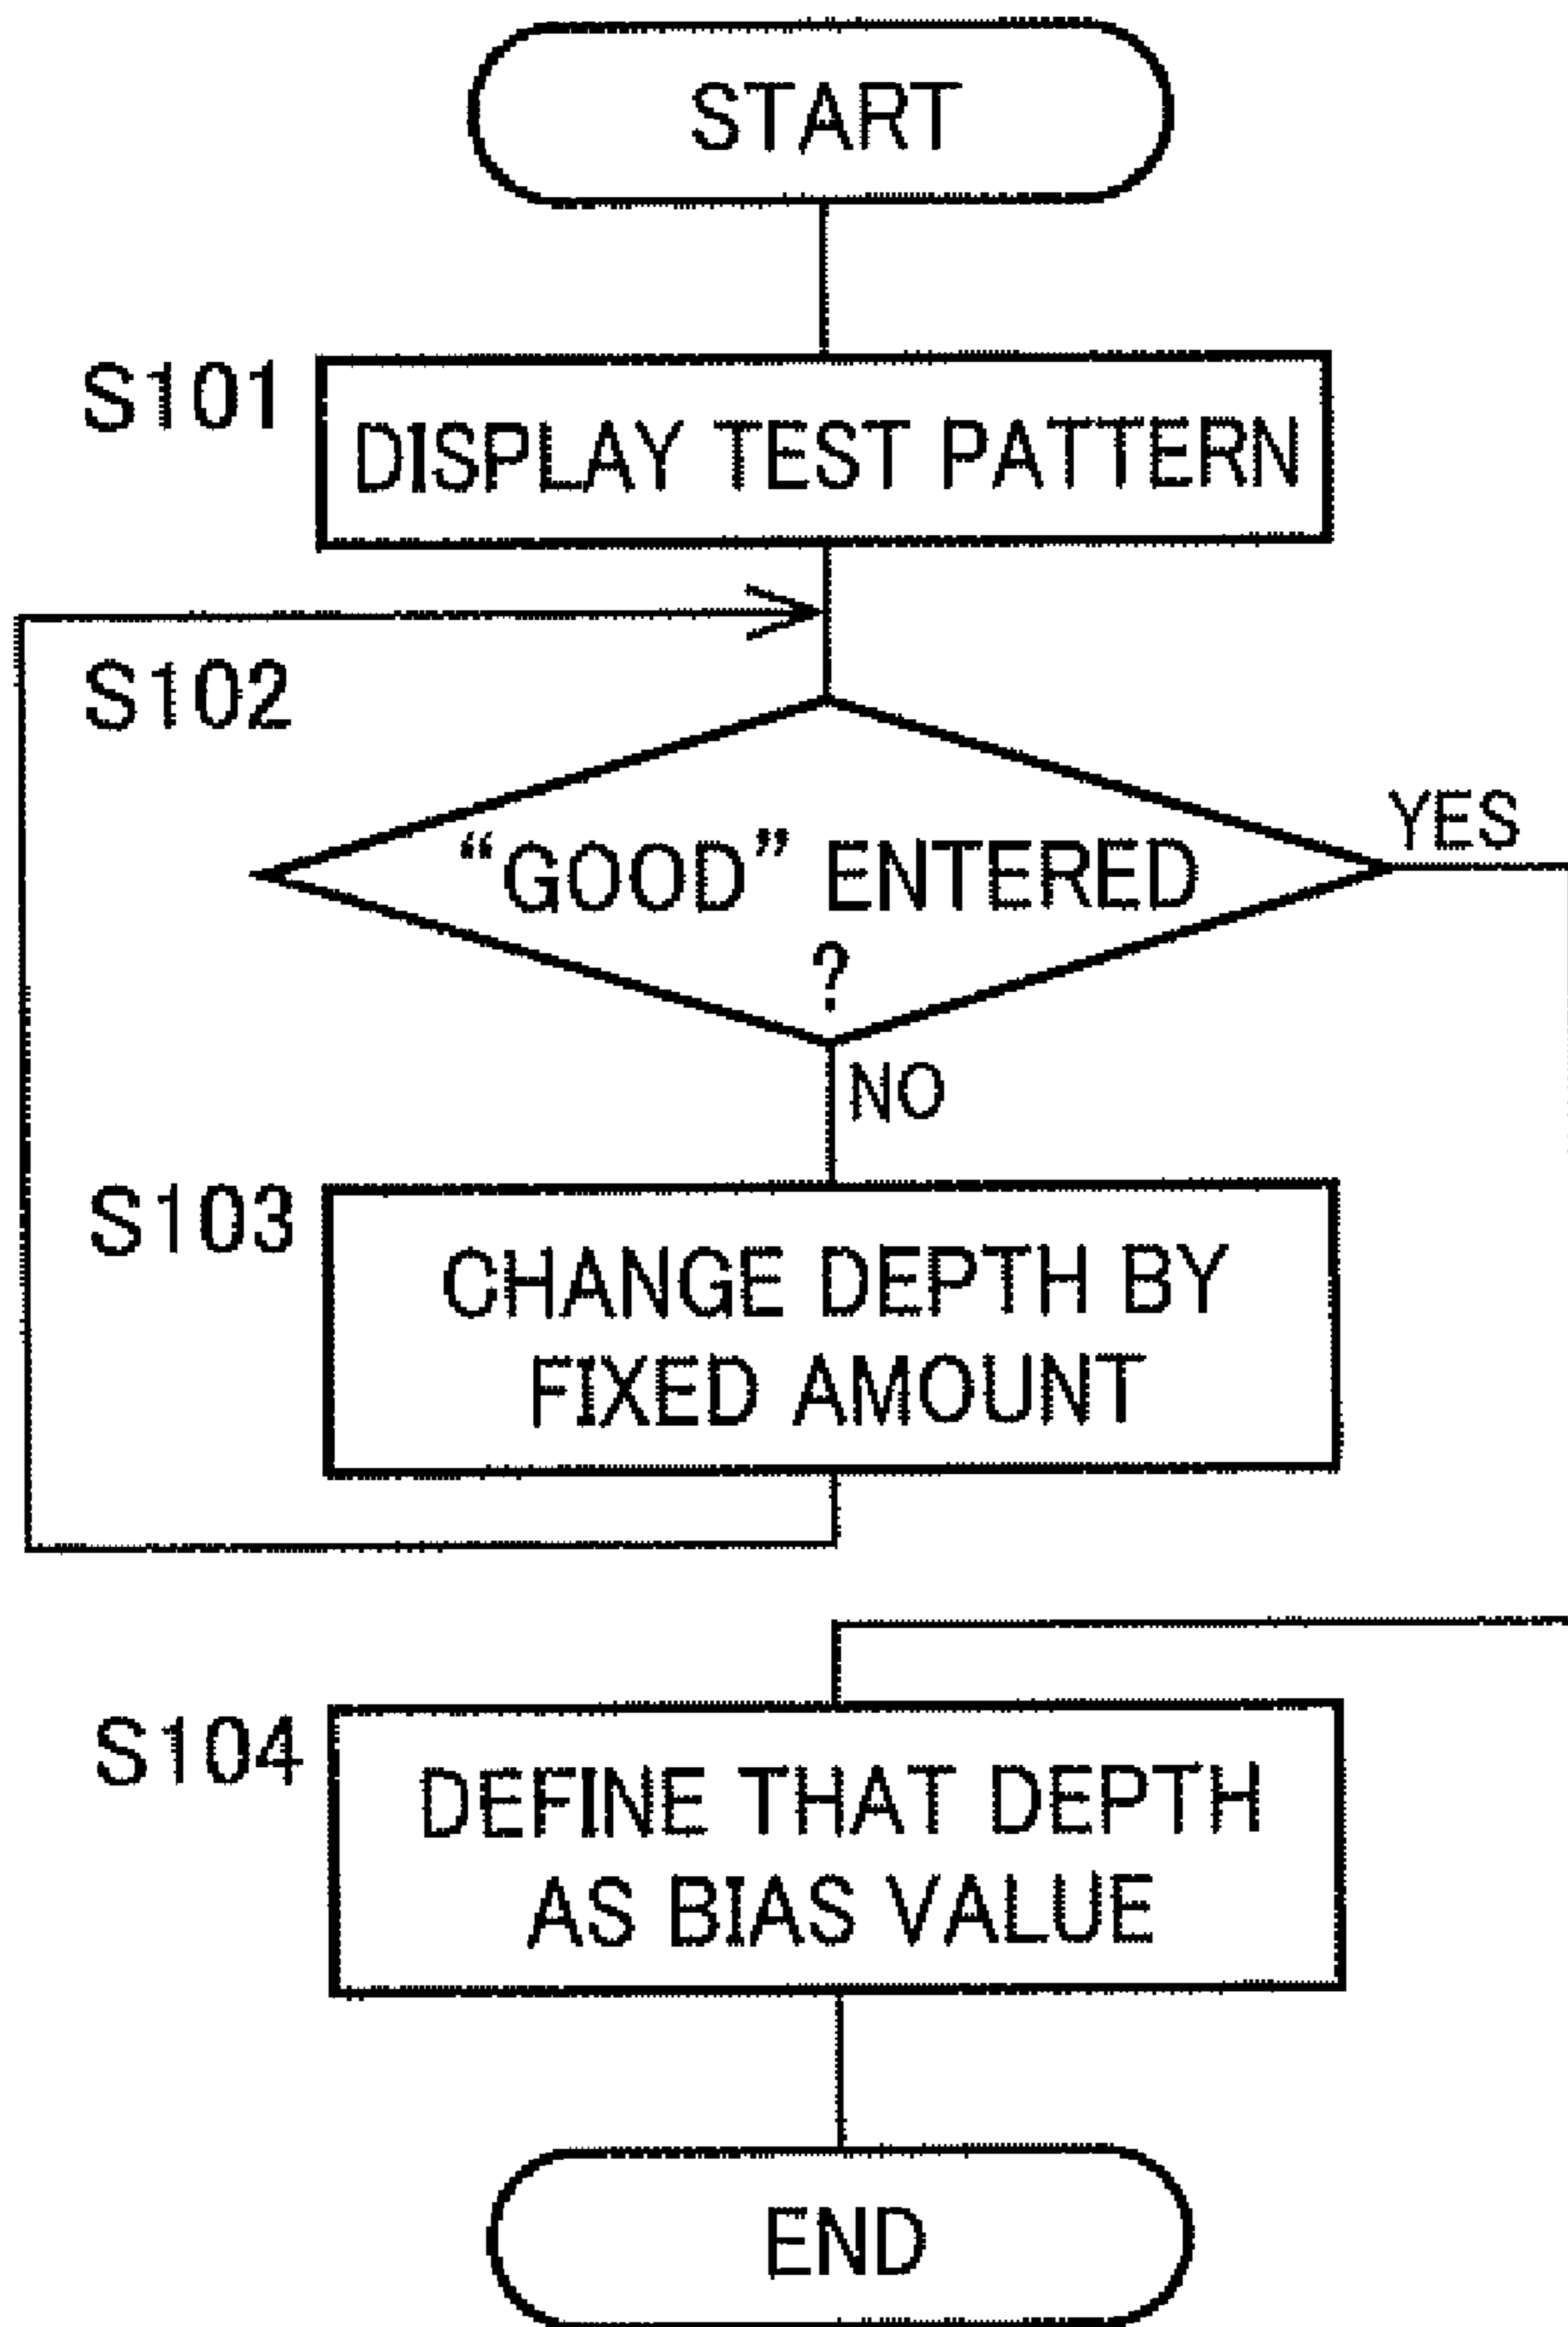 START
S101
DISPLAY TEST PATTERN
S102
“GOOD” ENTERED
?
YES
NO
S103
CHANGE DEPTH BY
FIXED AMOUNT
S104
DEFINE THAT DEPTH
AS BIAS VALUE
END